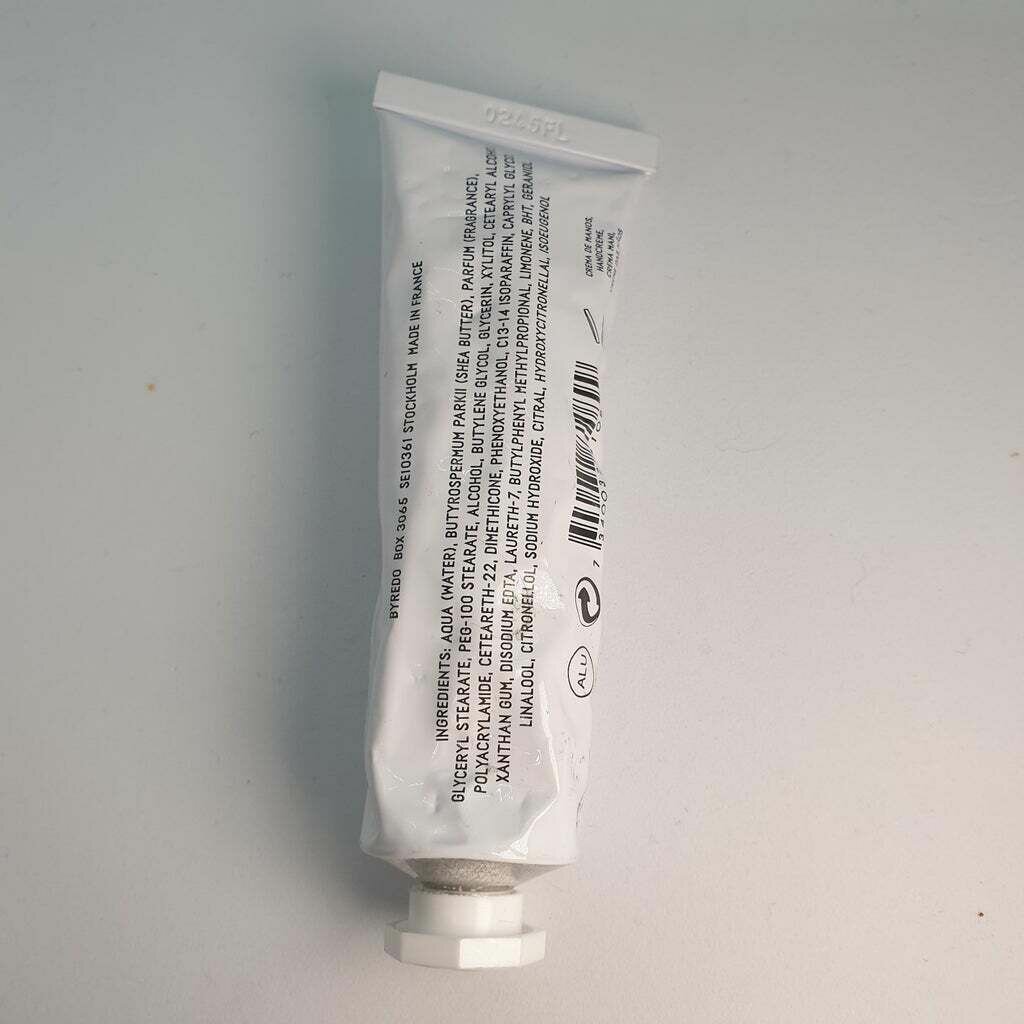 0245FL
BYREDO BOX 3065 SE10361 STOCKHOLM MADE IN FRANCE
INGREDIENTS: AQUA (WATER), BUTYROSPERMUM PARKII (SHEA BUTTER), PARFUM (FRAGRANCE),
GLYCERYL STEARATE, PEG-100 STEARATE, ALCOHOL, BUTYLENE GLYCOL, GLYCERIN, XYLITOL, CETEARYL ALCOHO
POLYACRYLAMIDE, CETEARETH-22, DIMETHICONE, PHENOXYETHANOL, C13-14 ISOPARAFFIN, CAPRYLYL GLYCO
XANTHAN GUM, DISODIUM EDTA, LAURETH-7, BUTYLPHENYL METHYLPROPIONAL, LIMONENE, BHT, GERANIOL
LINALOOL, CITRONELLOL, SODIUM HYDROXIDE, CITRAL, HYDROXYCITRONELLAL, ISOEUGENOL
CREMA DE MANOS,
HANDCREME,
CREMA MANI,
ALU